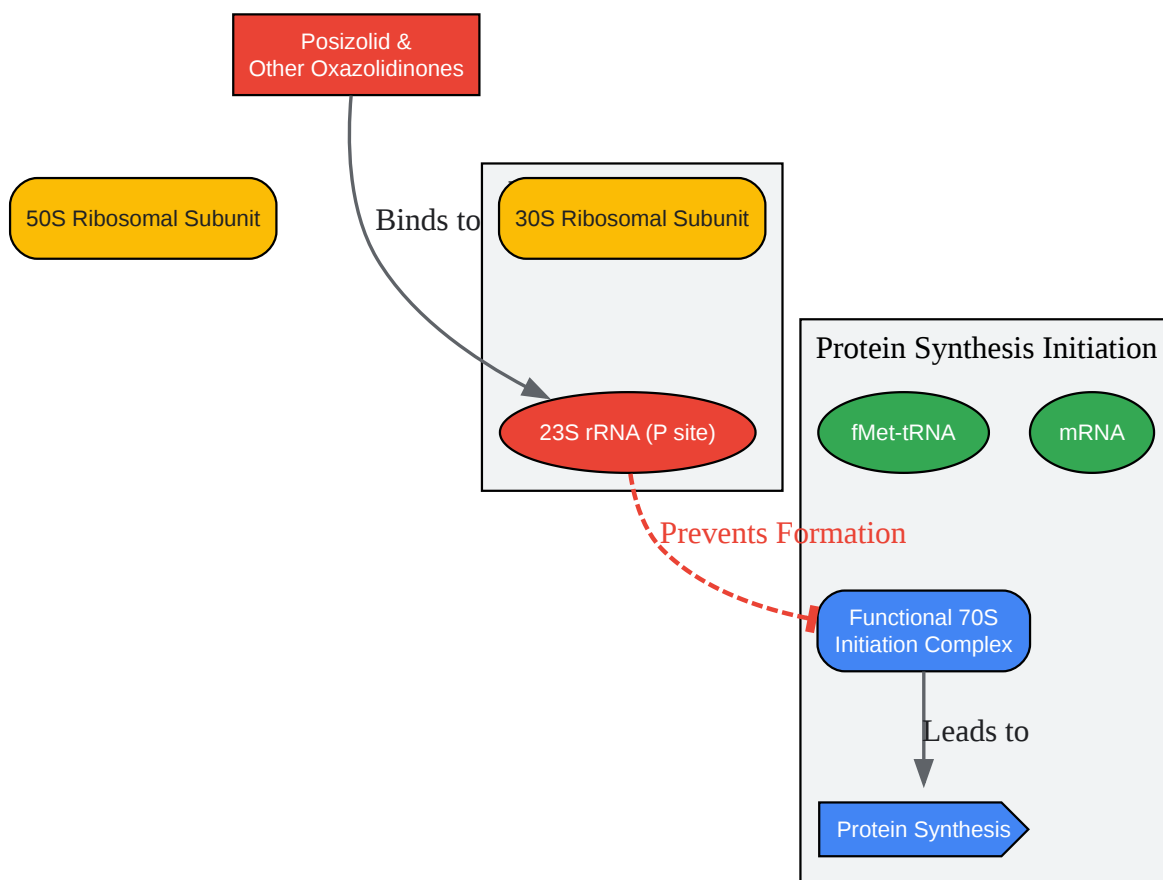 Posizolid &
Other Oxazolidinones
50S Ribosomal Subunit
Binds to
30S Ribosomal Subunit
Protein Synthesis Initiation
23S rRNA (P site)
fMet-tRNA
mRNA
Prevents Formation
Functional 70S
Initiation Complex
Leads to
Protein Synthesis